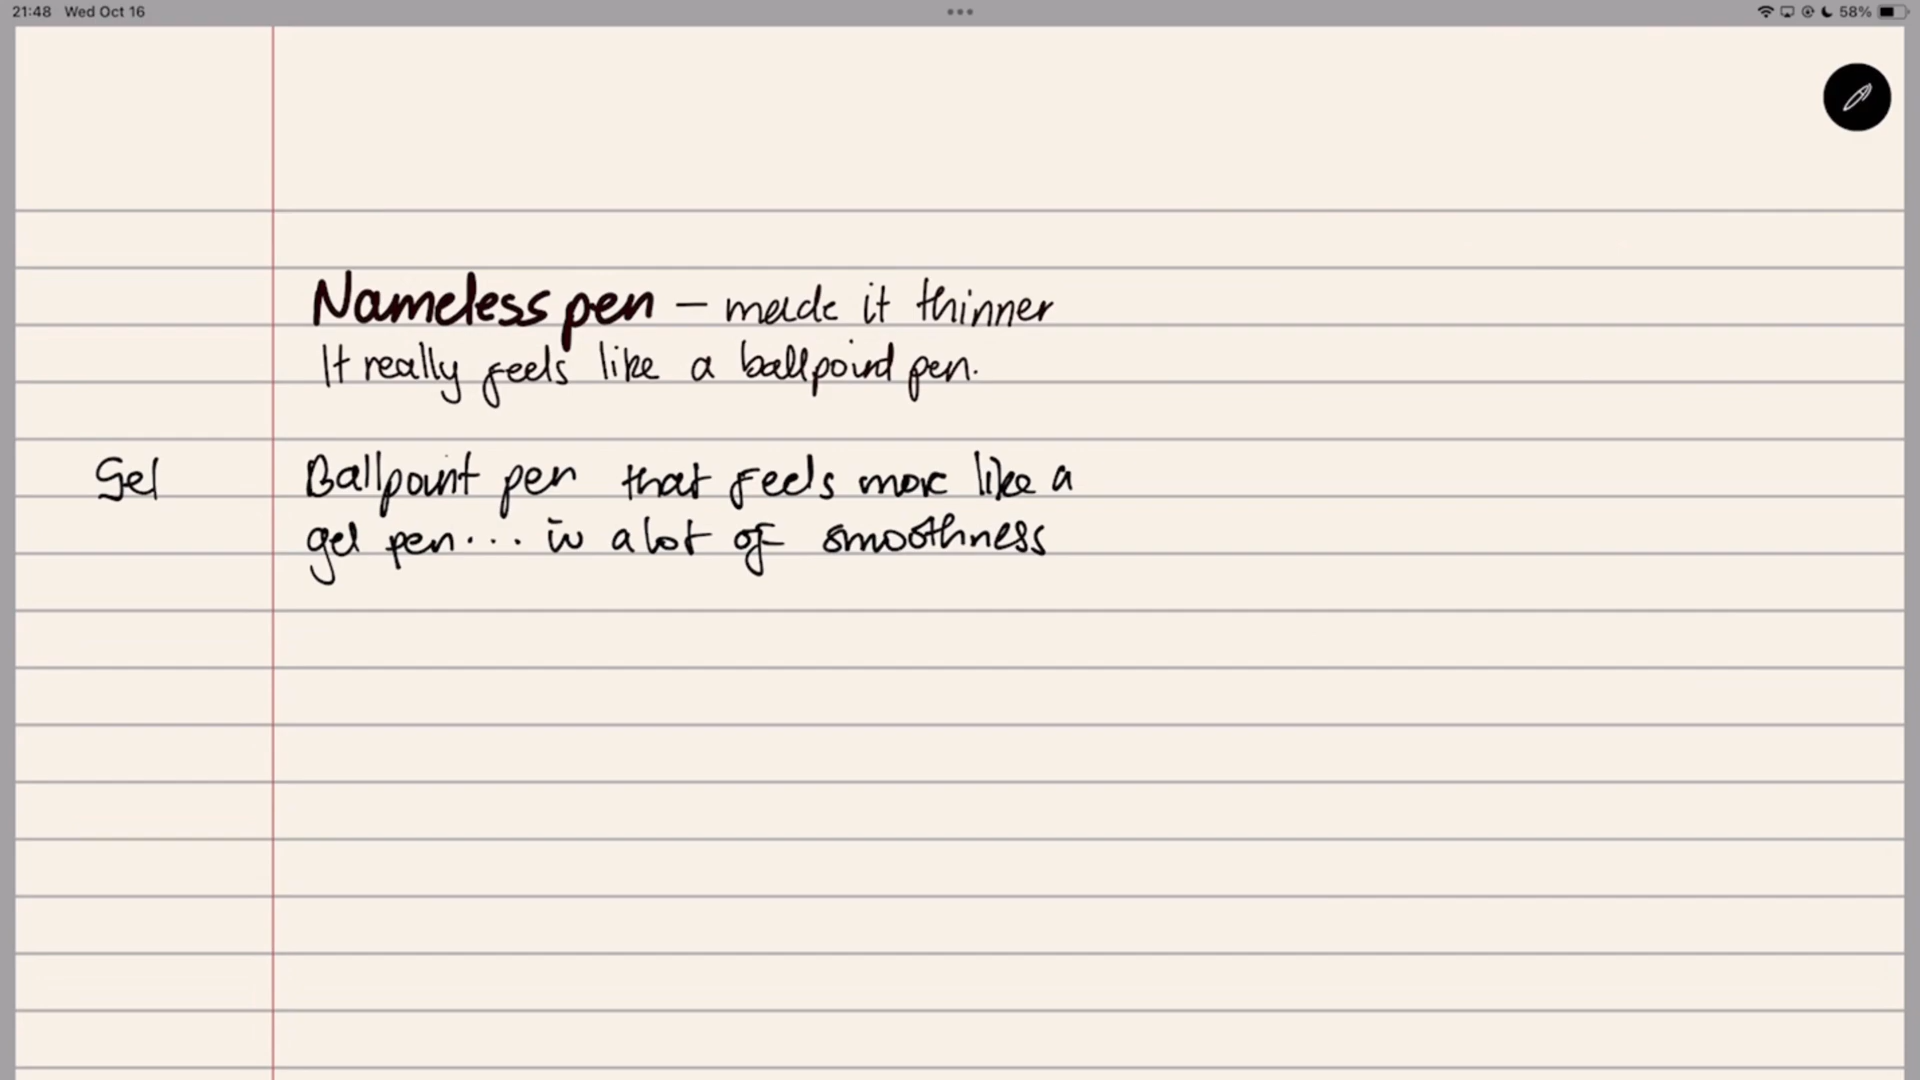 21:48 Wed Oct 16
58%
Nameless pen – made it thinner
It really feels like a ballpoint pen.
Gel Ballpoint pen that feels more like a
gel pen... is a lot of smoothness